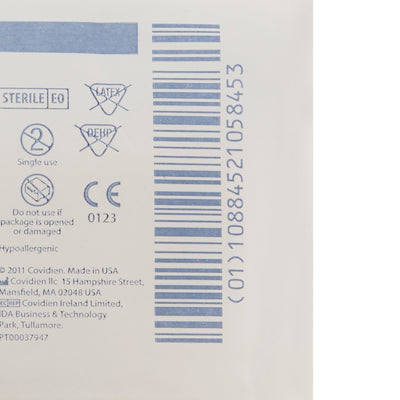 STERILE EO
LATEX
DEHP
2
Single use
CE
0123
Do not use if
package is opened
or damaged
Hypoallergenic
© 2011 Covidien. Made in USA
Covidien llc 15 Hampshire Street,
Mansfield, MA 02048 USA
EC REP Covidien Ireland Limited,
IDA Business & Technology
Park, Tullamore.
PT00037947
(01)10884521058453